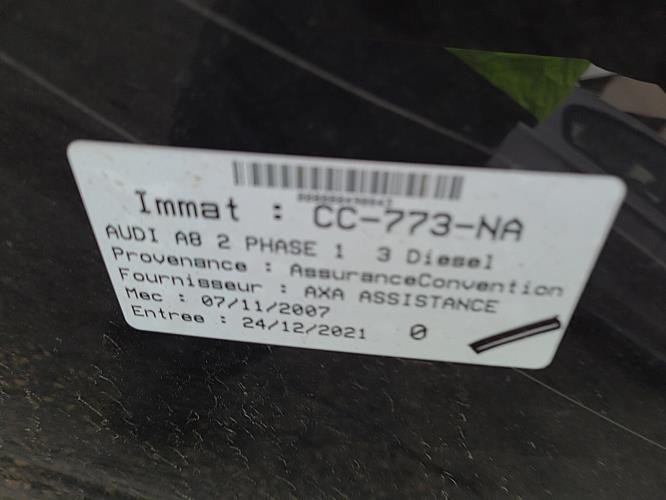 Immat : CC-773-NA
AUDI A8 2 PHASE 1 3 Diesel
Provenance : AssuranceConvention
Fournisseur : AXA ASSISTANCE
Mec : 07/11/2007
Entree : 24/12/2021 0